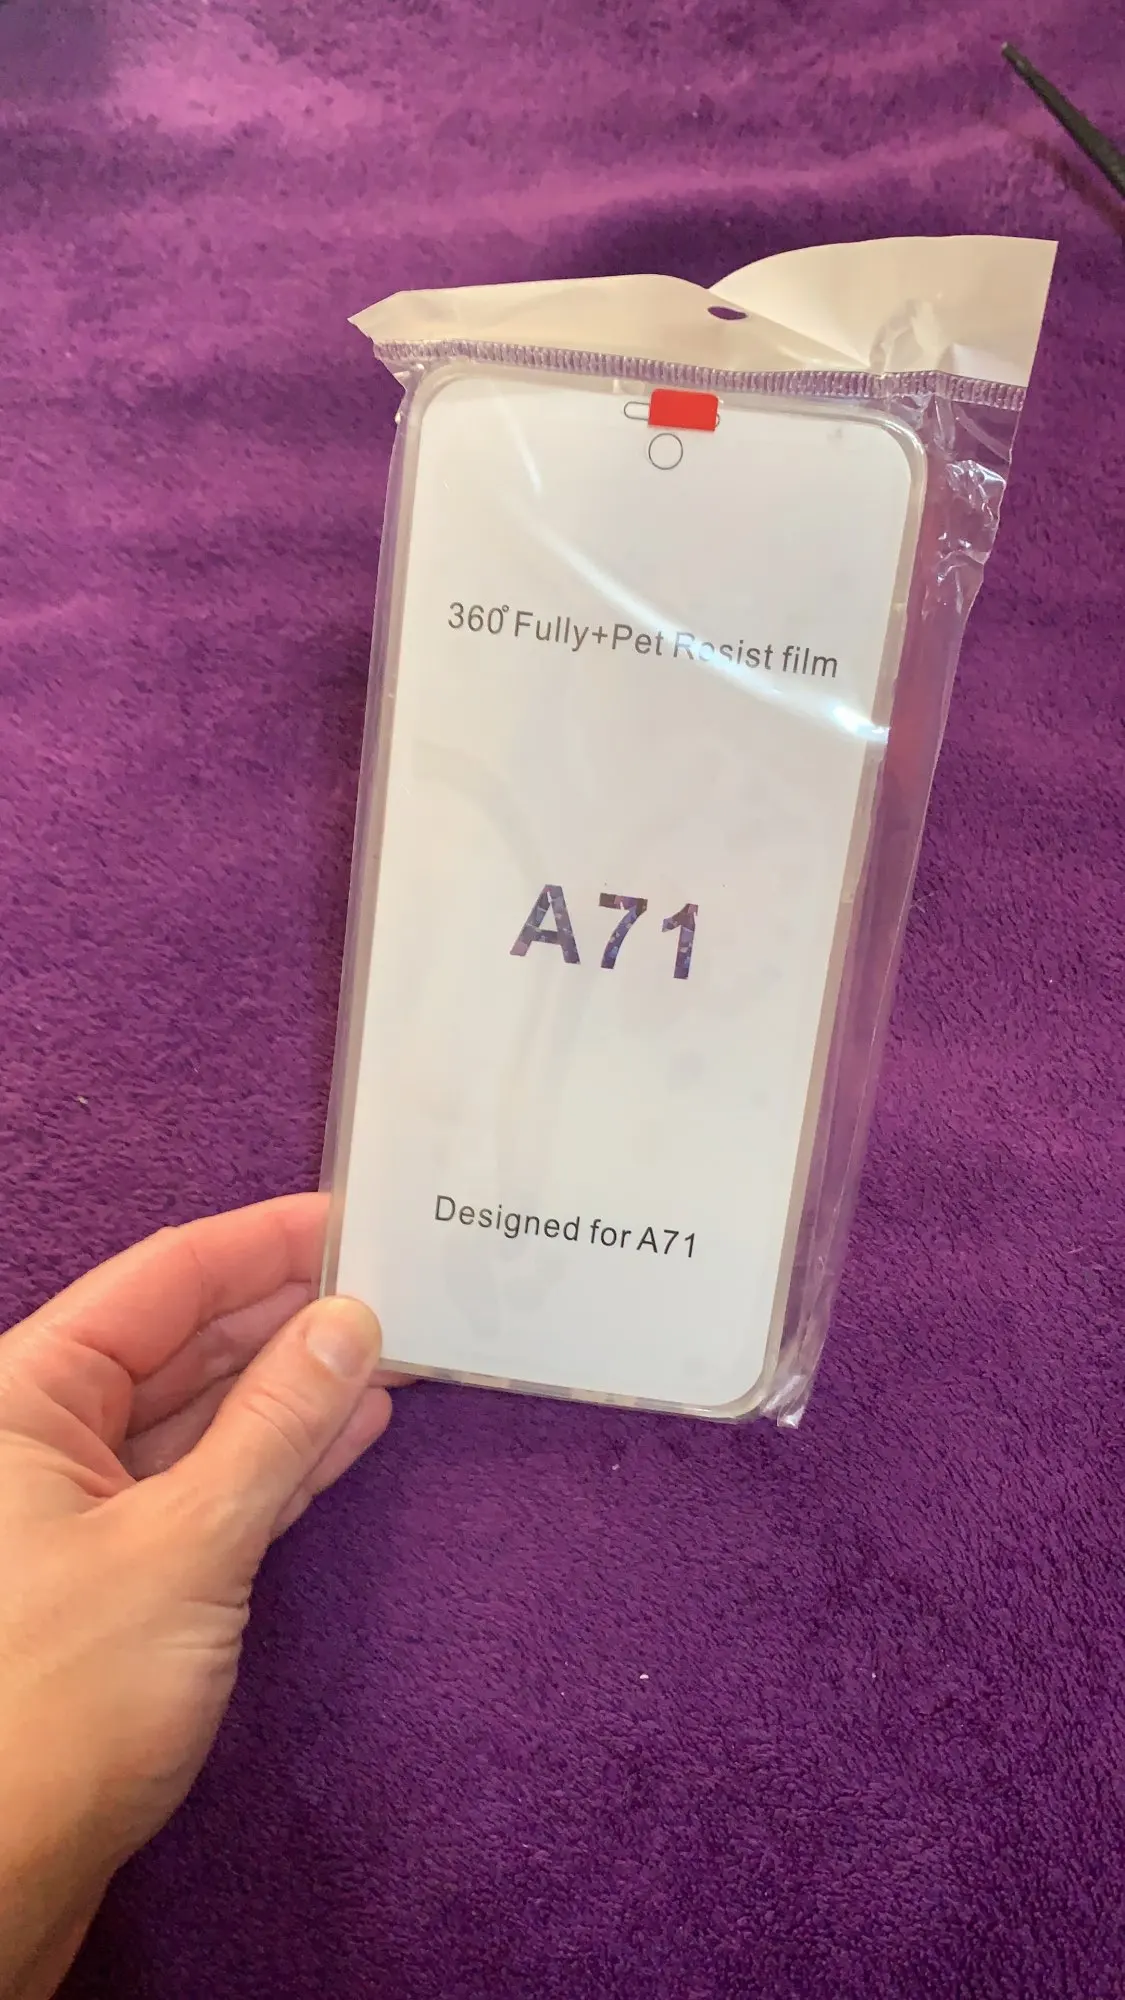 360° Fully+Pet Resist film
A71
Designed for A71